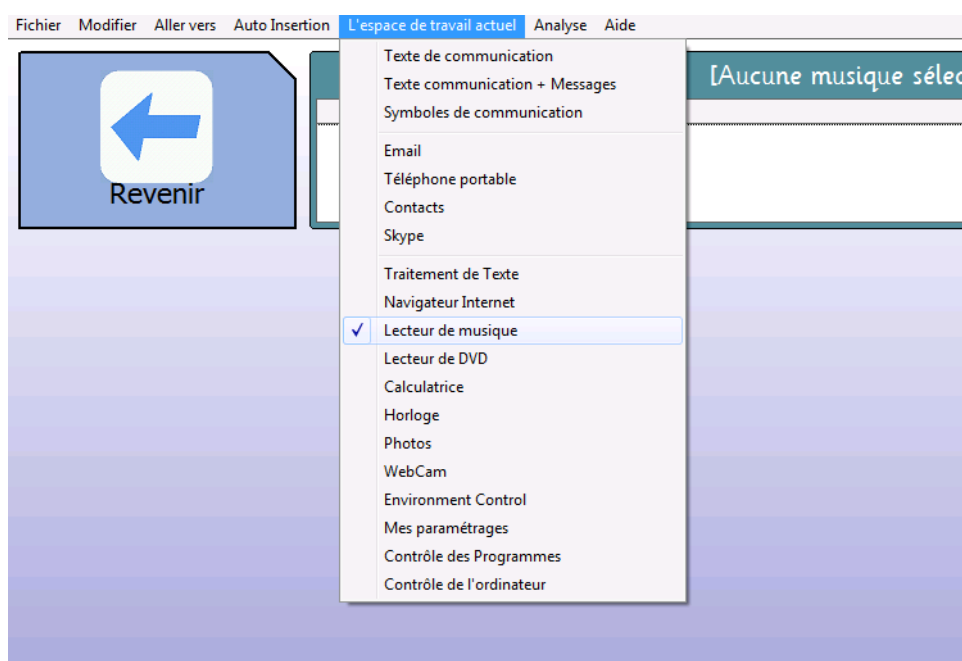 Fichier Modifier Aller vers Auto Insertion L'espace de travail actuel Analyse Aide
[Aucune musique sélec
Revenir
Texte de communication
Texte communication + Messages
Symboles de communication
Email
Téléphone portable
Contacts
Skype
Traitement de Texte
Navigateur Internet
Lecteur de musique
Lecteur de DVD
Calculatrice
Horloge
Photos
WebCam
Environment Control
Mes paramétrages
Contrôle des Programmes
Contrôle de l'ordinateur